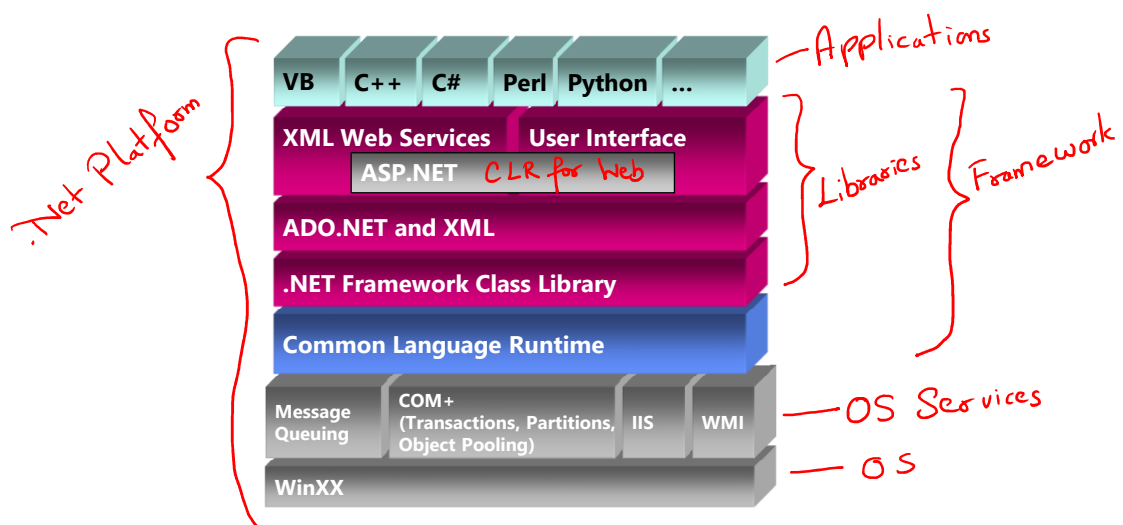 Applications
VB
C++
C#
Perl
Python
...
.Net Platform
XML Web Services
User Interface
ASP.NET
CLR for Web
Libraries
Framework
ADO.NET and XML
.NET Framework Class Library
Common Language Runtime
Message
Queuing
COM+
(Transactions, Partitions,
Object Pooling)
IIS
WMI
OS Services
WinXX
OS